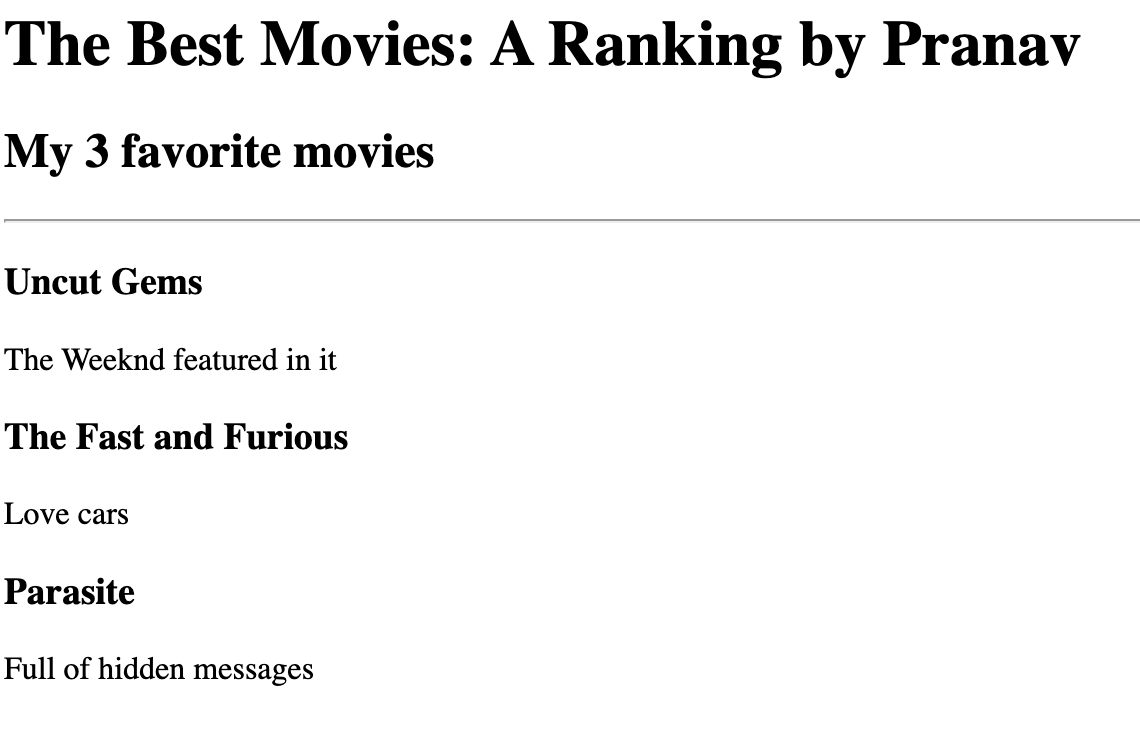 The Best Movies: A Ranking by Pranav
My 3 favorite movies
Uncut Gems
The Weeknd featured in it
The Fast and Furious
Love cars
Parasite
Full of hidden messages